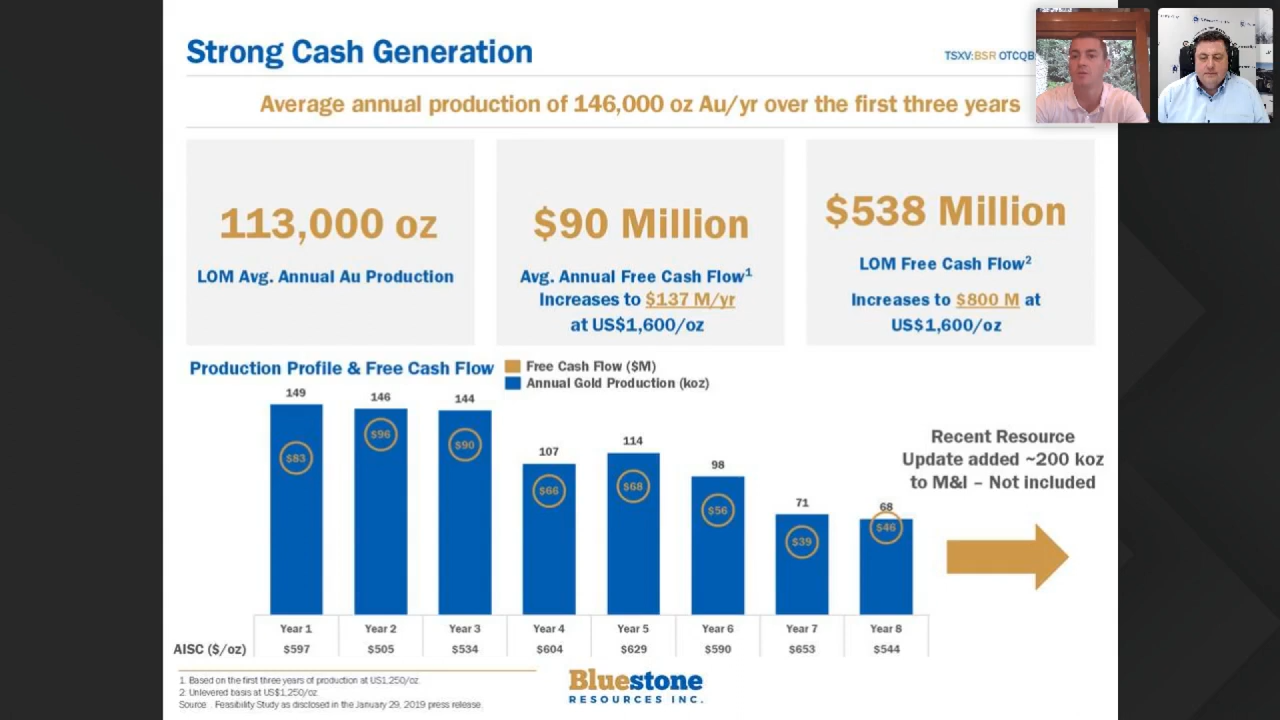 Strong Cash Generation
TSXV:BSR OTCQB
Average annual production of 146,000 oz Au/yr over the first three years
113,000 oz
LOM Avg. Annual Au Production
$90 Million
Avg. Annual Free Cash Flow1
Increases to $137 M/yr
at US$1,600/oz
$538 Million
LOM Free Cash Flow2
Increases to $800 M at
US$1,600/oz
Production Profile & Free Cash Flow
Free Cash Flow ($M)
Annual Gold Production (koz)
149 146 144 107 114 98 71 68
$83 $96 $90 $66 $68 $56 $39 $46
Recent Resource
Update added ~200 koz
to M&I – Not included
Year 1 Year 2 Year 3 Year 4 Year 5 Year 6 Year 7 Year 8
AISC ($/oz) $597 $505 $534 $604 $629 $590 $653 $544
1. Based on the first three years of production at US1,250/oz
2. Unlevered basis at US$1,250/oz
Source : Feasibility Study as disclosed in the January 29, 2019 press release.
Bluestone
RESOURCES INC.